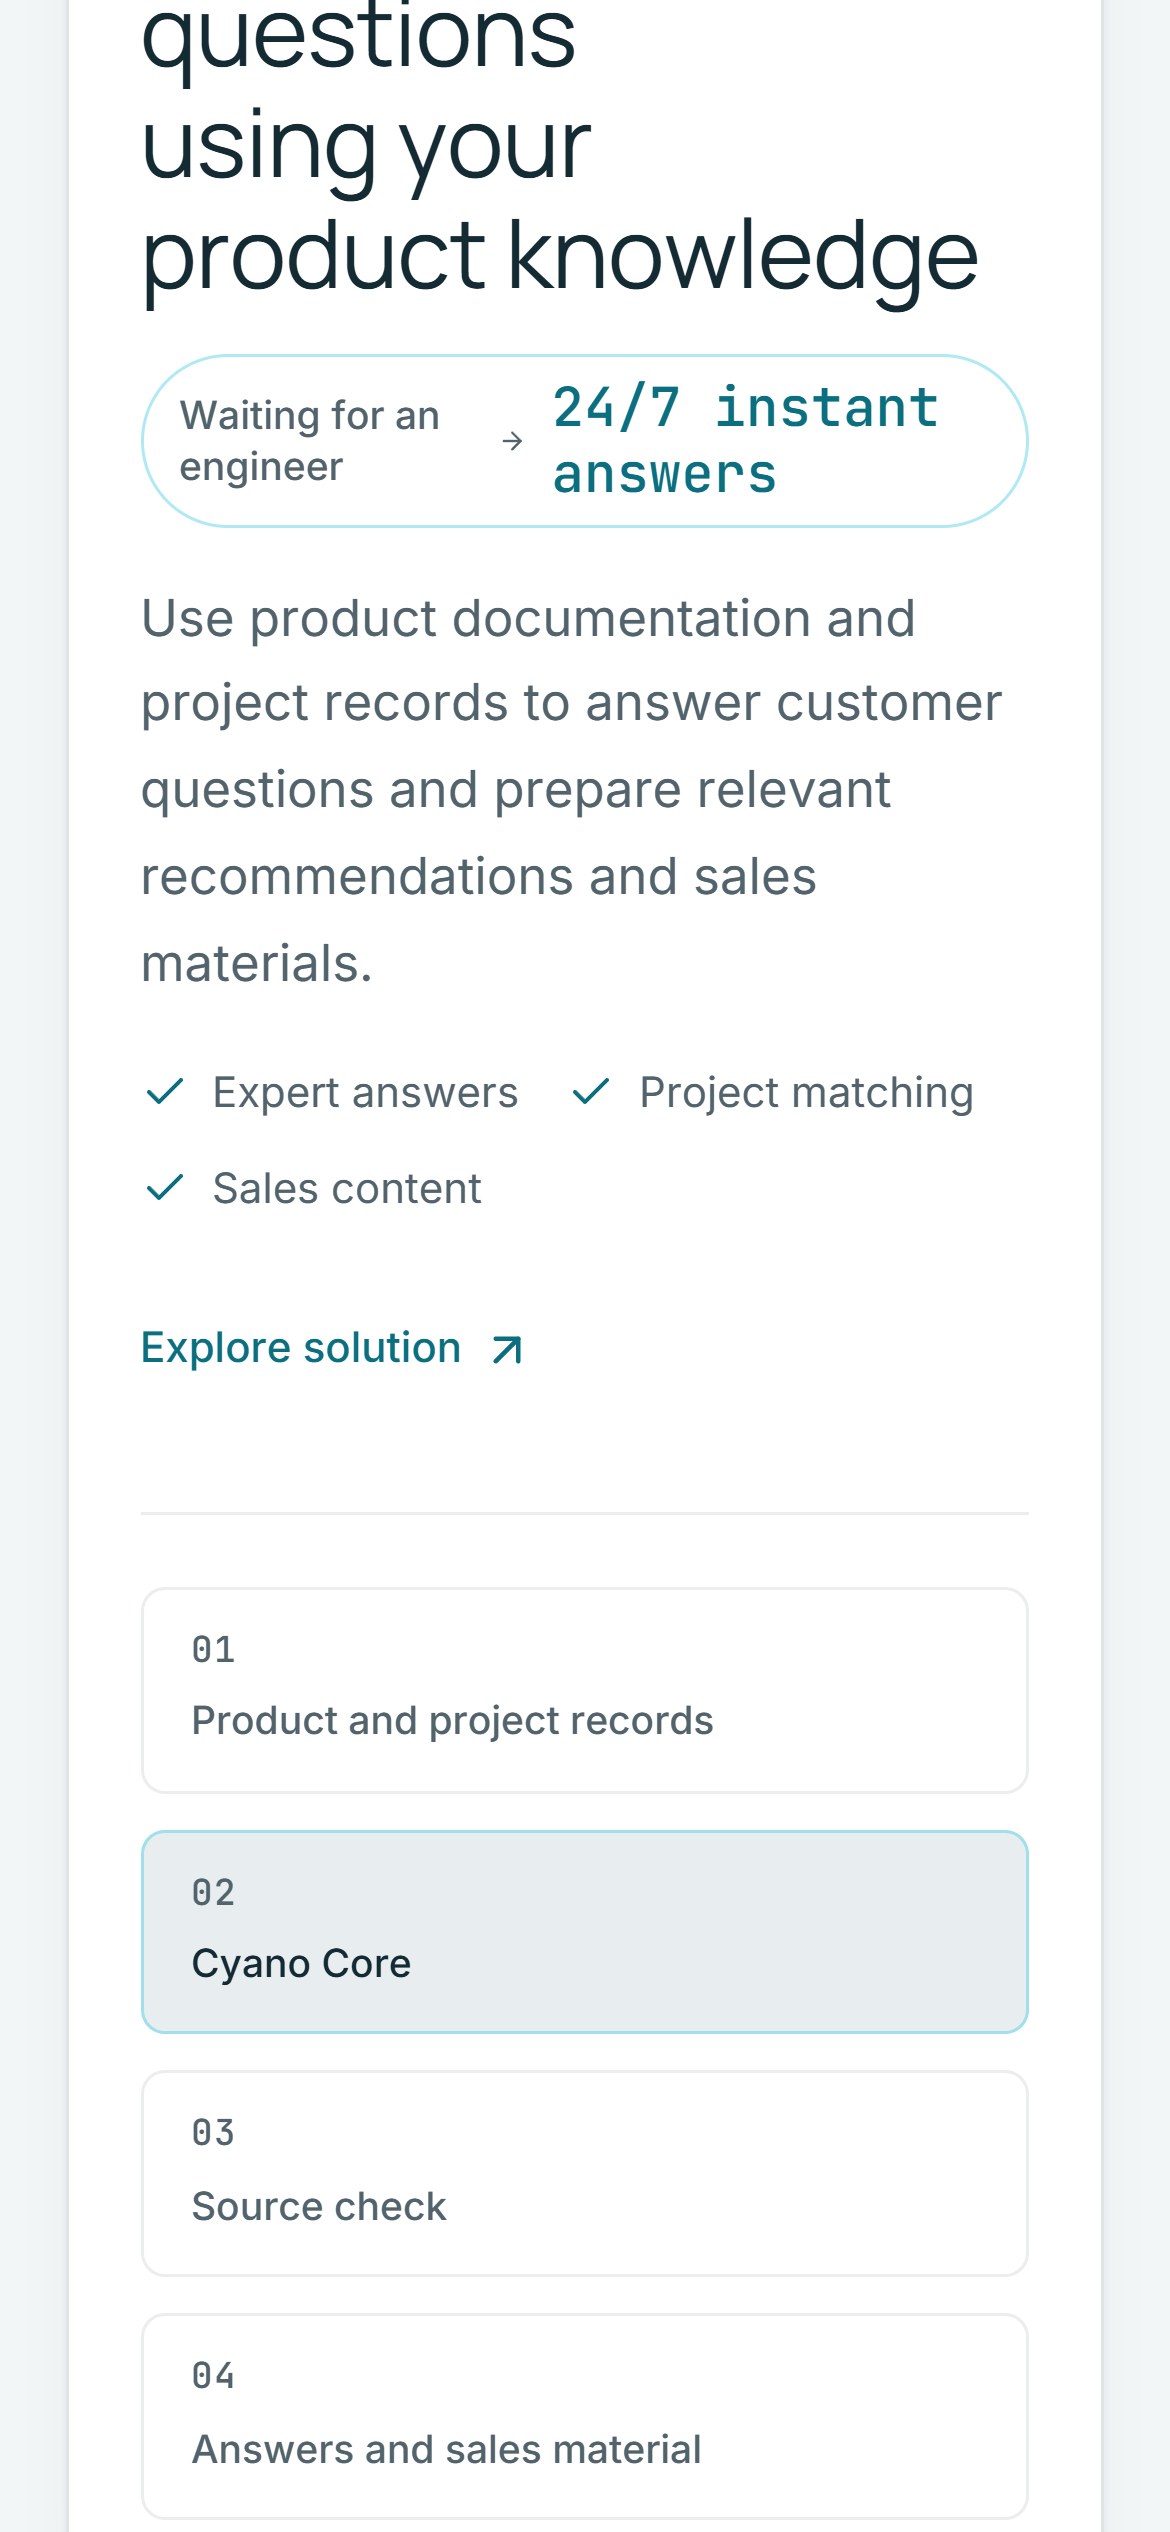 questions
using your
product knowledge
Waiting for an
engineer
→
24/7 instant
answers
Use product documentation and
project records to answer customer
questions and prepare relevant
recommendations and sales
materials.
Expert answers
Project matching
Sales content
Explore solution
01
Product and project records
02
Cyano Core
03
Source check
04
Answers and sales material